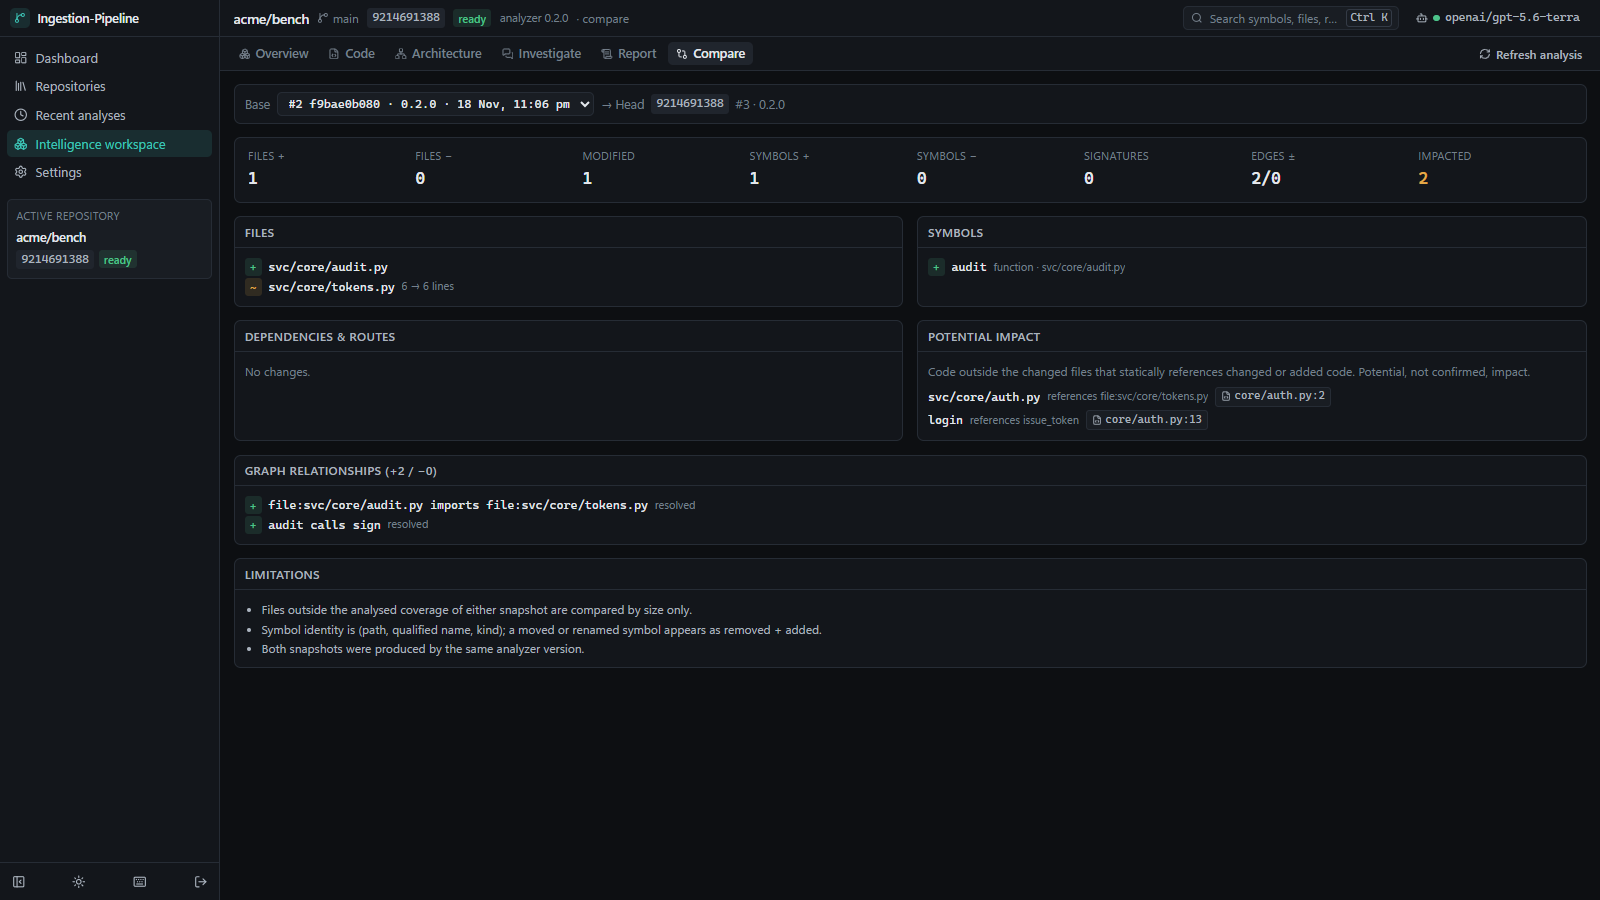 Ingestion-Pipeline
acme/bench main 9214691388 ready analyzer 0.2.0 · compare
Search symbols, files, r... Ctrl K openai/gpt-5.6-terra
Dashboard
Repositories
Recent analyses
Intelligence workspace
Settings
ACTIVE REPOSITORY
acme/bench
9214691388 ready
Overview Code Architecture Investigate Report Compare Refresh analysis
Base #2 f9bae0b080 · 0.2.0 · 18 Nov, 11:06 pm → Head 9214691388 #3 · 0.2.0
FILES + FILES − MODIFIED SYMBOLS + SYMBOLS − SIGNATURES EDGES ± IMPACTED
1 0 1 1 0 0 2/0 2
FILES
+ svc/core/audit.py
~ svc/core/tokens.py 6 → 6 lines
SYMBOLS
+ audit function · svc/core/audit.py
DEPENDENCIES & ROUTES
No changes.
POTENTIAL IMPACT
Code outside the changed files that statically references changed or added code. Potential, not confirmed, impact.
svc/core/auth.py references file:svc/core/tokens.py core/auth.py:2
login references issue_token core/auth.py:13
GRAPH RELATIONSHIPS (+2 / −0)
+ file:svc/core/audit.py imports file:svc/core/tokens.py resolved
+ audit calls sign resolved
LIMITATIONS
• Files outside the analysed coverage of either snapshot are compared by size only.
• Symbol identity is (path, qualified name, kind); a moved or renamed symbol appears as removed + added.
• Both snapshots were produced by the same analyzer version.